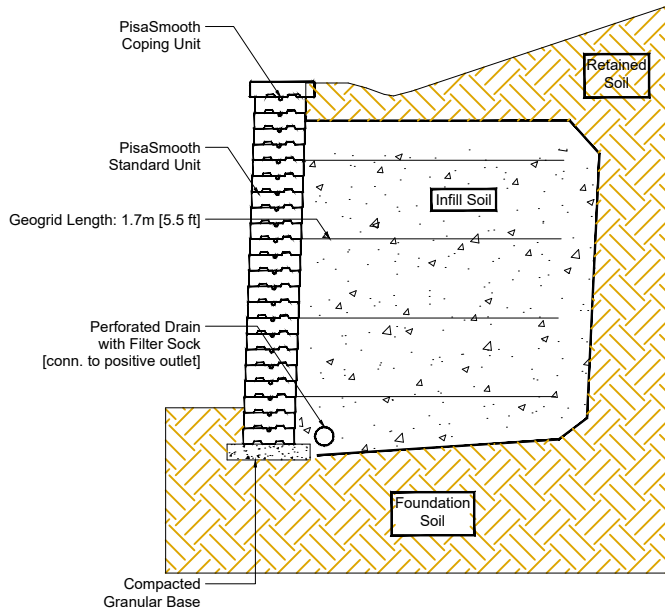 PisaSmooth
Coping Unit
Retained
Soil
PisaSmooth
Standard Unit
Infill Soil
Geogrid Length: 1.7m [5.5 ft]
Perforated Drain
with Filter Sock
[conn. to positive outlet]
Foundation
Soil
Compacted
Granular Base